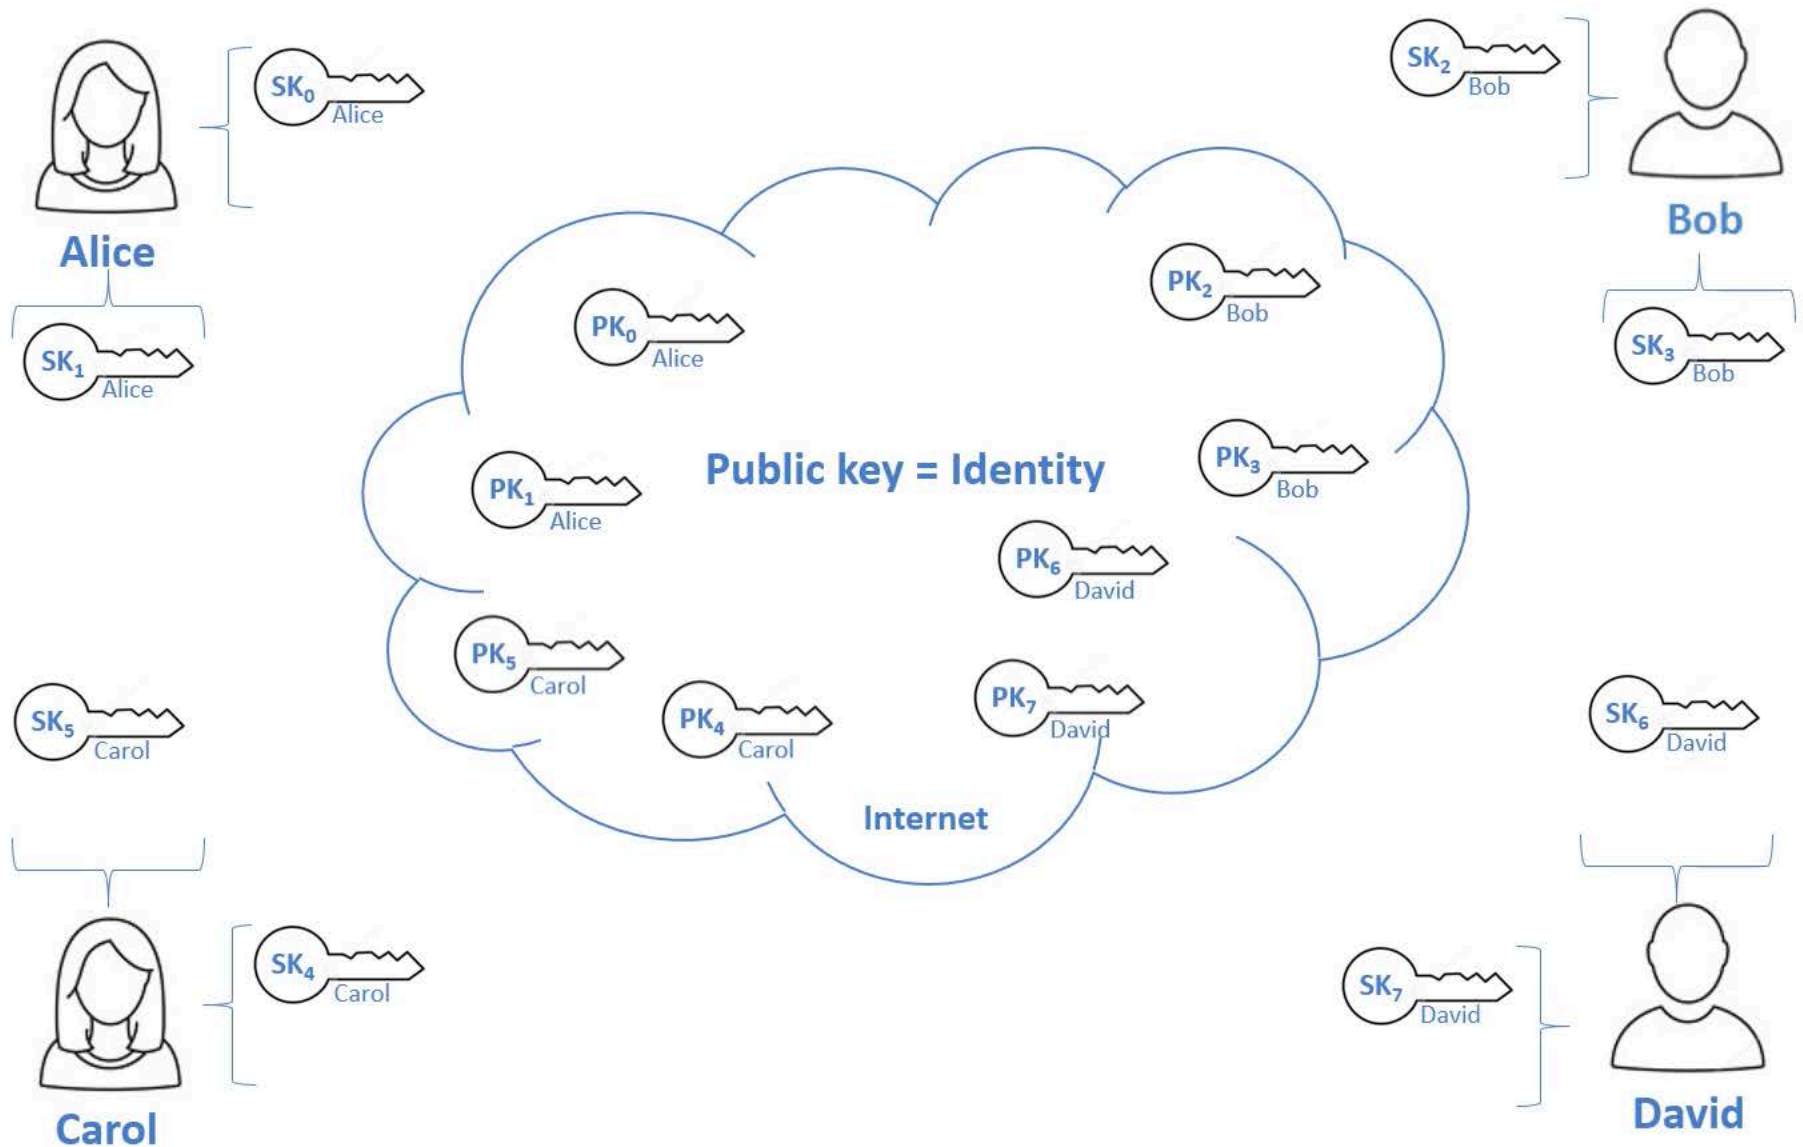 SK₀
Alice
Alice
SK₁
Alice
SK₂
Bob
Bob
SK₃
Bob
PK₀
Alice
PK₂
Bob
PK₁
Alice
Public key = Identity
PK₃
Bob
PK₆
David
PK₅
Carol
PK₄
Carol
PK₇
David
Internet
SK₅
Carol
SK₄
Carol
Carol
SK₆
David
SK₇
David
David